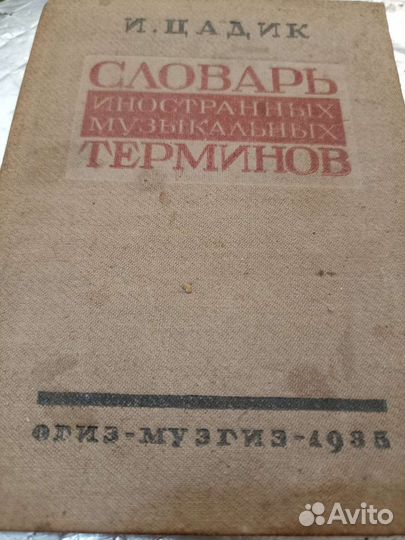 И. ЦАДИК
СЛОВАРЬ
ИНОСТРАННЫХ
МУЗЫКАЛЬНЫХ
ТЕРМИНОВ
ОГИЗ-МУЗГИЗ-1935
Avito